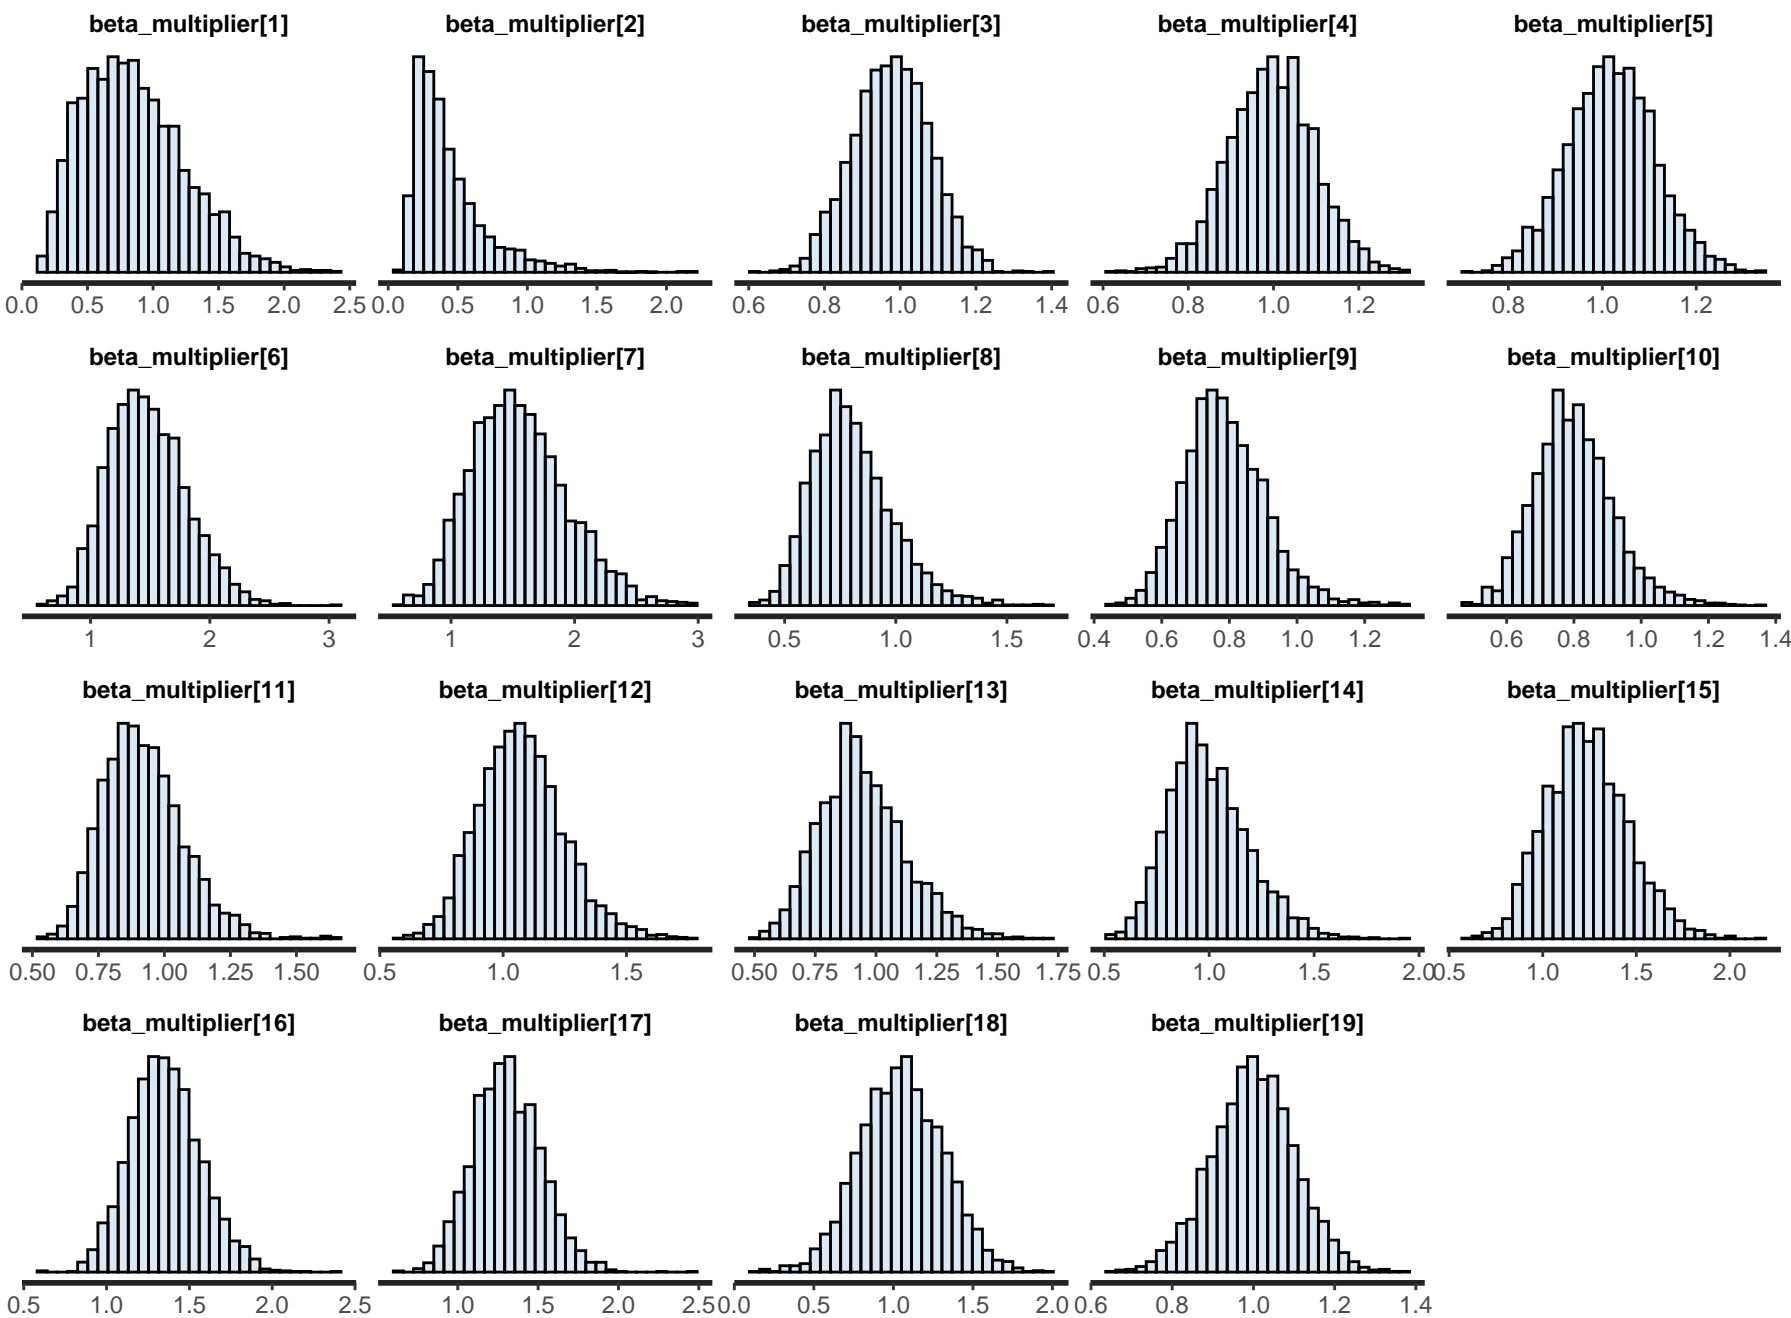 beta_multiplier[1] beta_multiplier[2] beta_multiplier[3] beta_multiplier[4] beta_multiplier[5]
0.0 0.5 1.0 1.5 2.0 2.5 0.0 0.5 1.0 1.5 2.0 0.6 0.8 1.0 1.2 1.4 0.6 0.8 1.0 1.2 0.8 1.0 1.2
beta_multiplier[6] beta_multiplier[7] beta_multiplier[8] beta_multiplier[9] beta_multiplier[10]
1 2 3 1 2 3 0.5 1.0 1.5 0.4 0.6 0.8 1.0 1.2 0.6 0.8 1.0 1.2 1.4
beta_multiplier[11] beta_multiplier[12] beta_multiplier[13] beta_multiplier[14] beta_multiplier[15]
0.50 0.75 1.00 1.25 1.50 0.5 1.0 1.5 0.50 0.75 1.00 1.25 1.50 1.75 0.5 1.0 1.5 2.0 0.5 1.0 1.5 2.0
beta_multiplier[16] beta_multiplier[17] beta_multiplier[18] beta_multiplier[19]
0.5 1.0 1.5 2.0 2.5 1.0 1.5 2.0 2.5 0.0 0.5 1.0 1.5 2.0 0.6 0.8 1.0 1.2 1.4